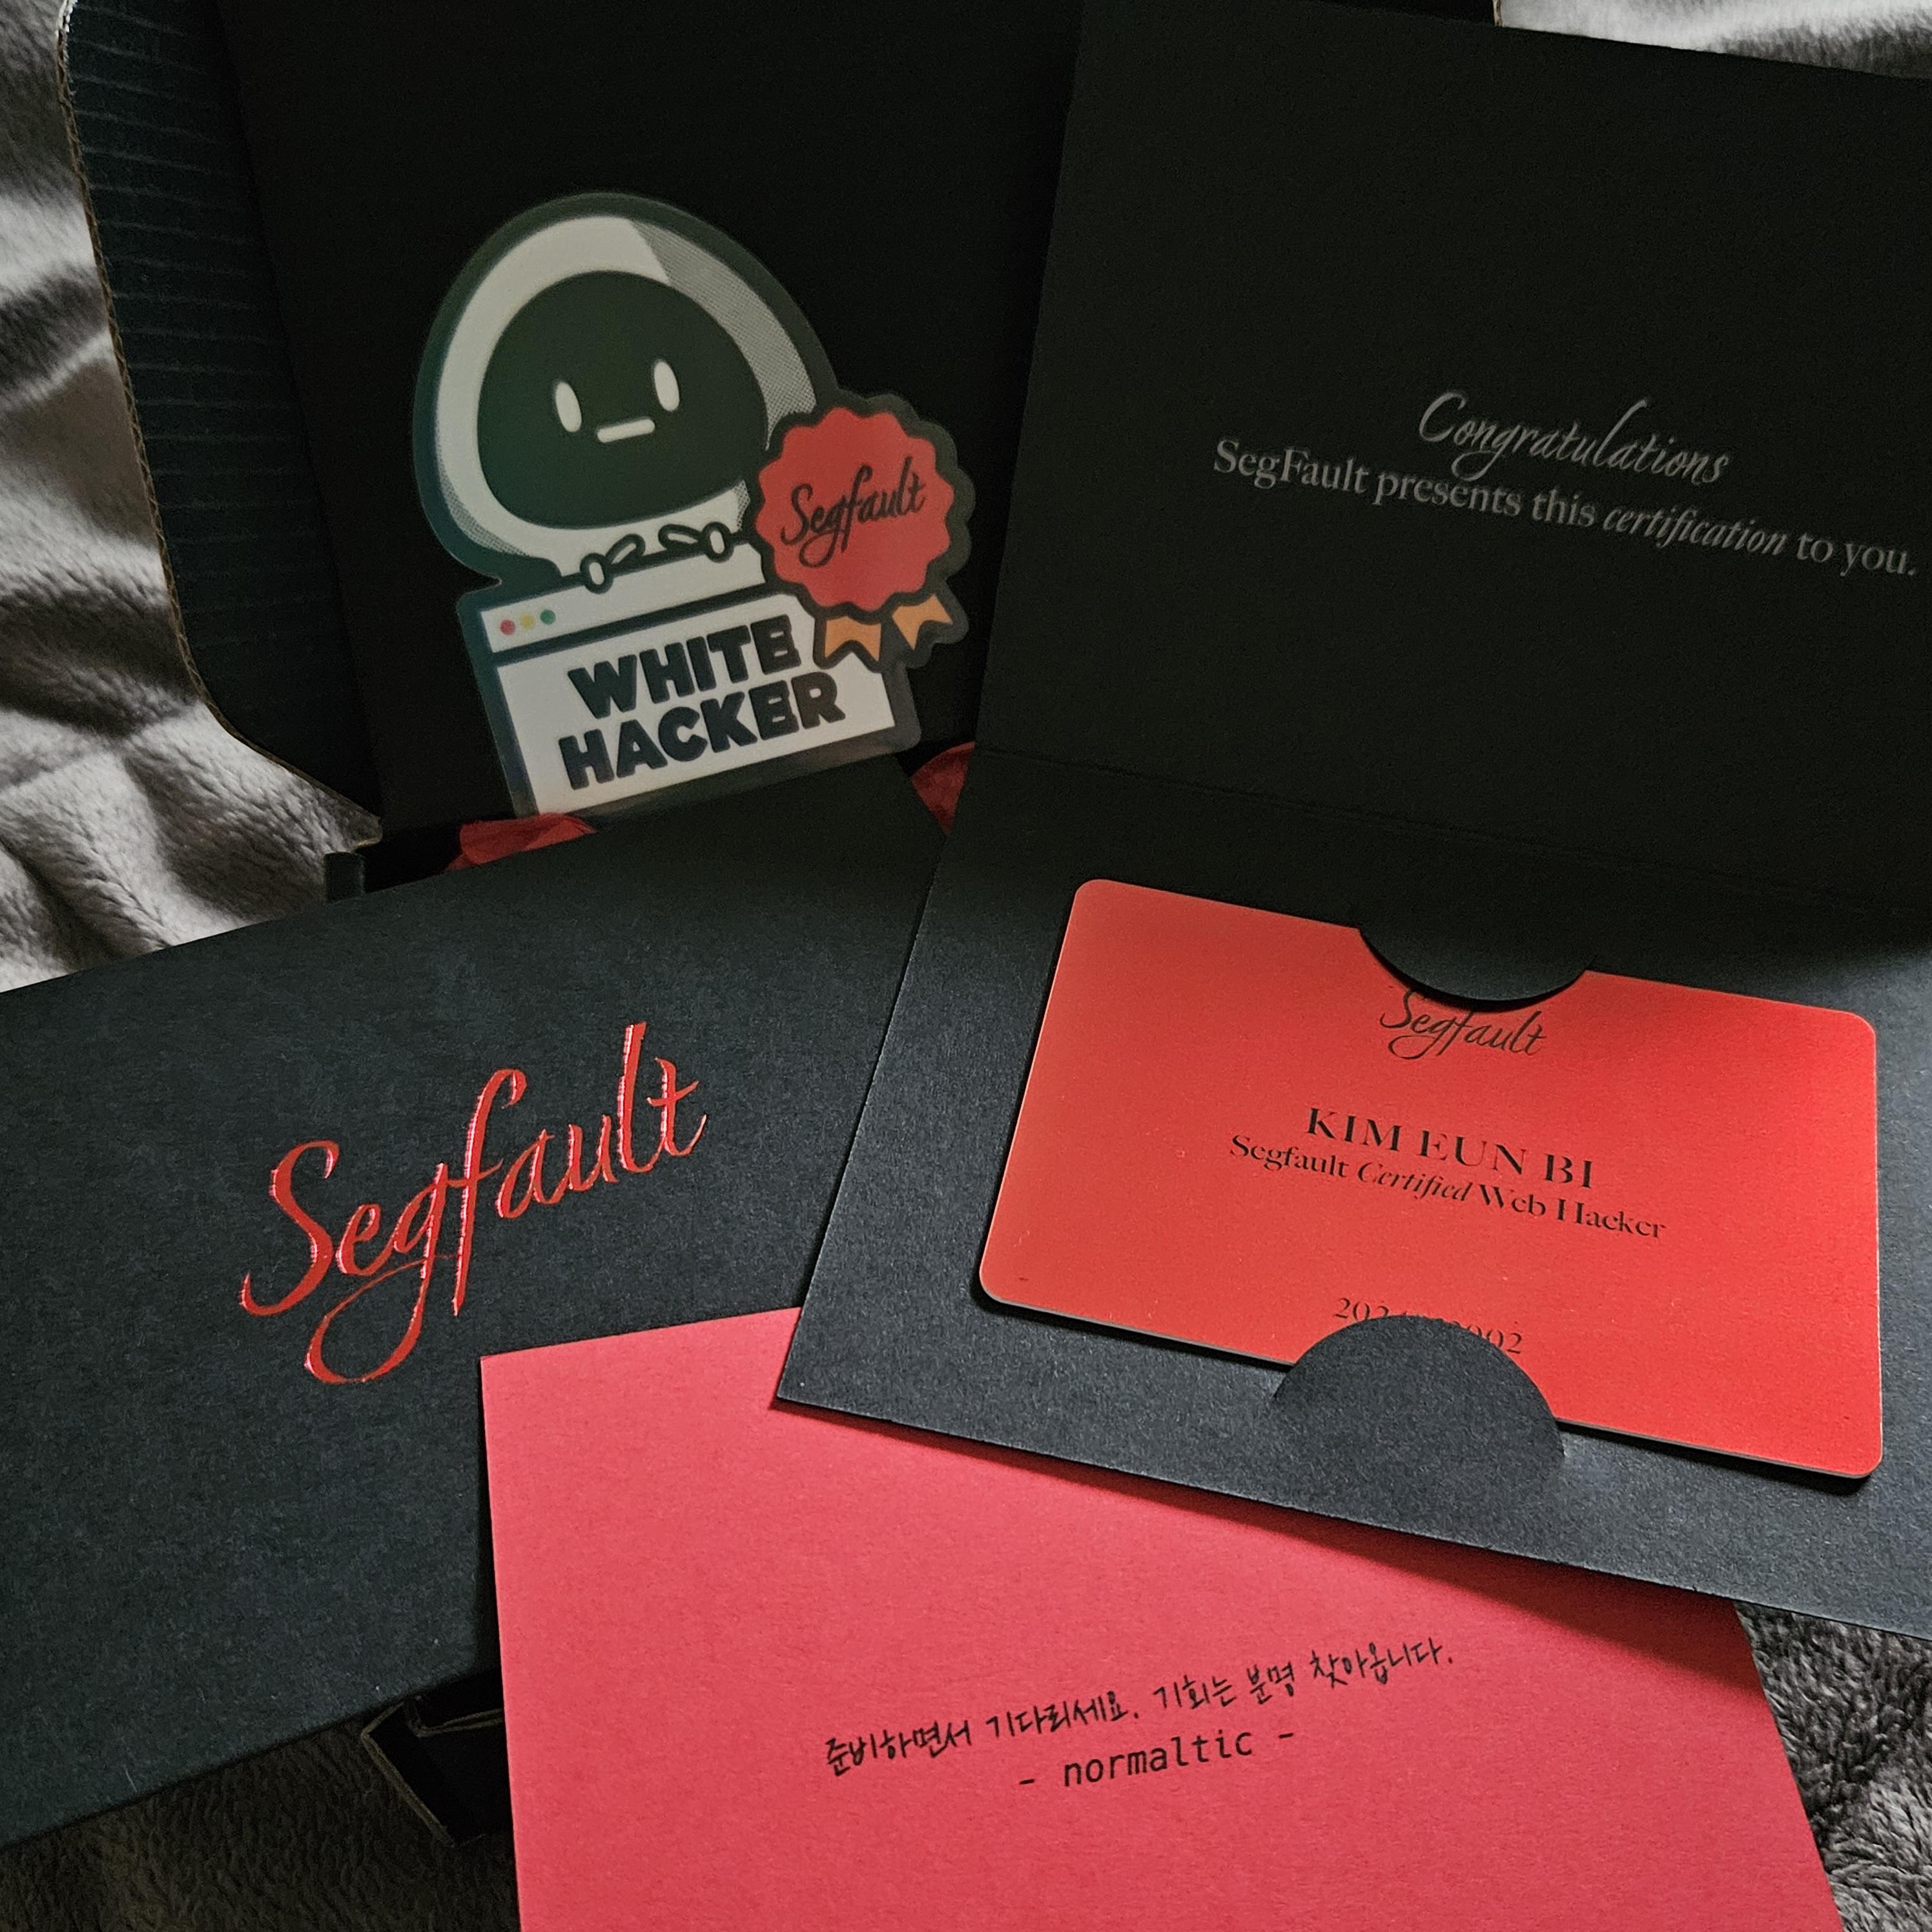 Segfault
WHITE
HACKER
Congratulations
SegFault presents this certification to you.
Segfault
Segfault
KIM EUN BI
Segfault Certified Web Hacker
준비하면서 기다리세요. 기회는 분명 찾아옵니다.
- normaltic -